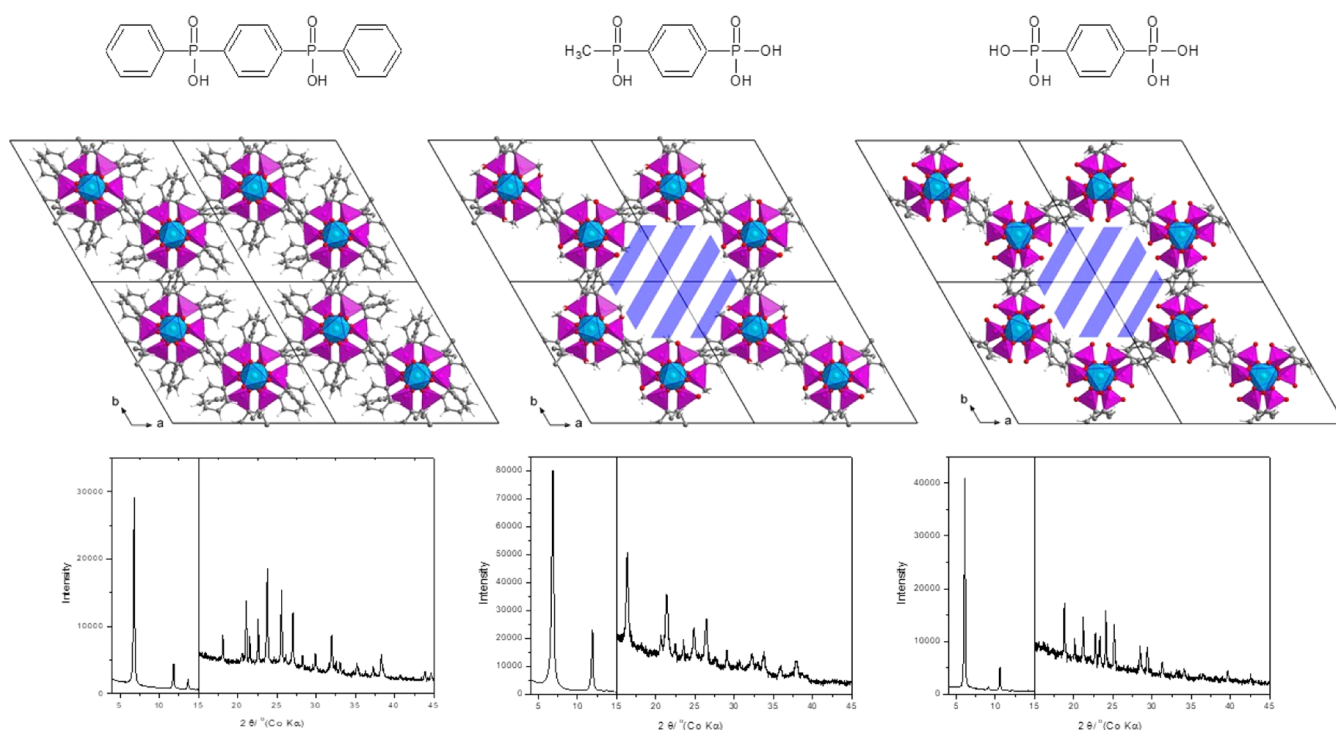 O O
P P
OH OH
O O
H3C P P OH
OH OH
O O
HO P P OH
OH OH
b
a
b
a
b
a
30000
20000
10000
0
Intensity
5 10 15 20 25 30 35 40 45
2 θ/ °(Co Kα)
80000
70000
60000
50000
40000
30000
20000
10000
0
Intensity
5 10 15 20 25 30 35 40 45
2 θ/ °(Co Kα)
40000
30000
20000
10000
0
Intensity
5 10 15 20 25 30 35 40 45
2 θ/ °(Co Kα)